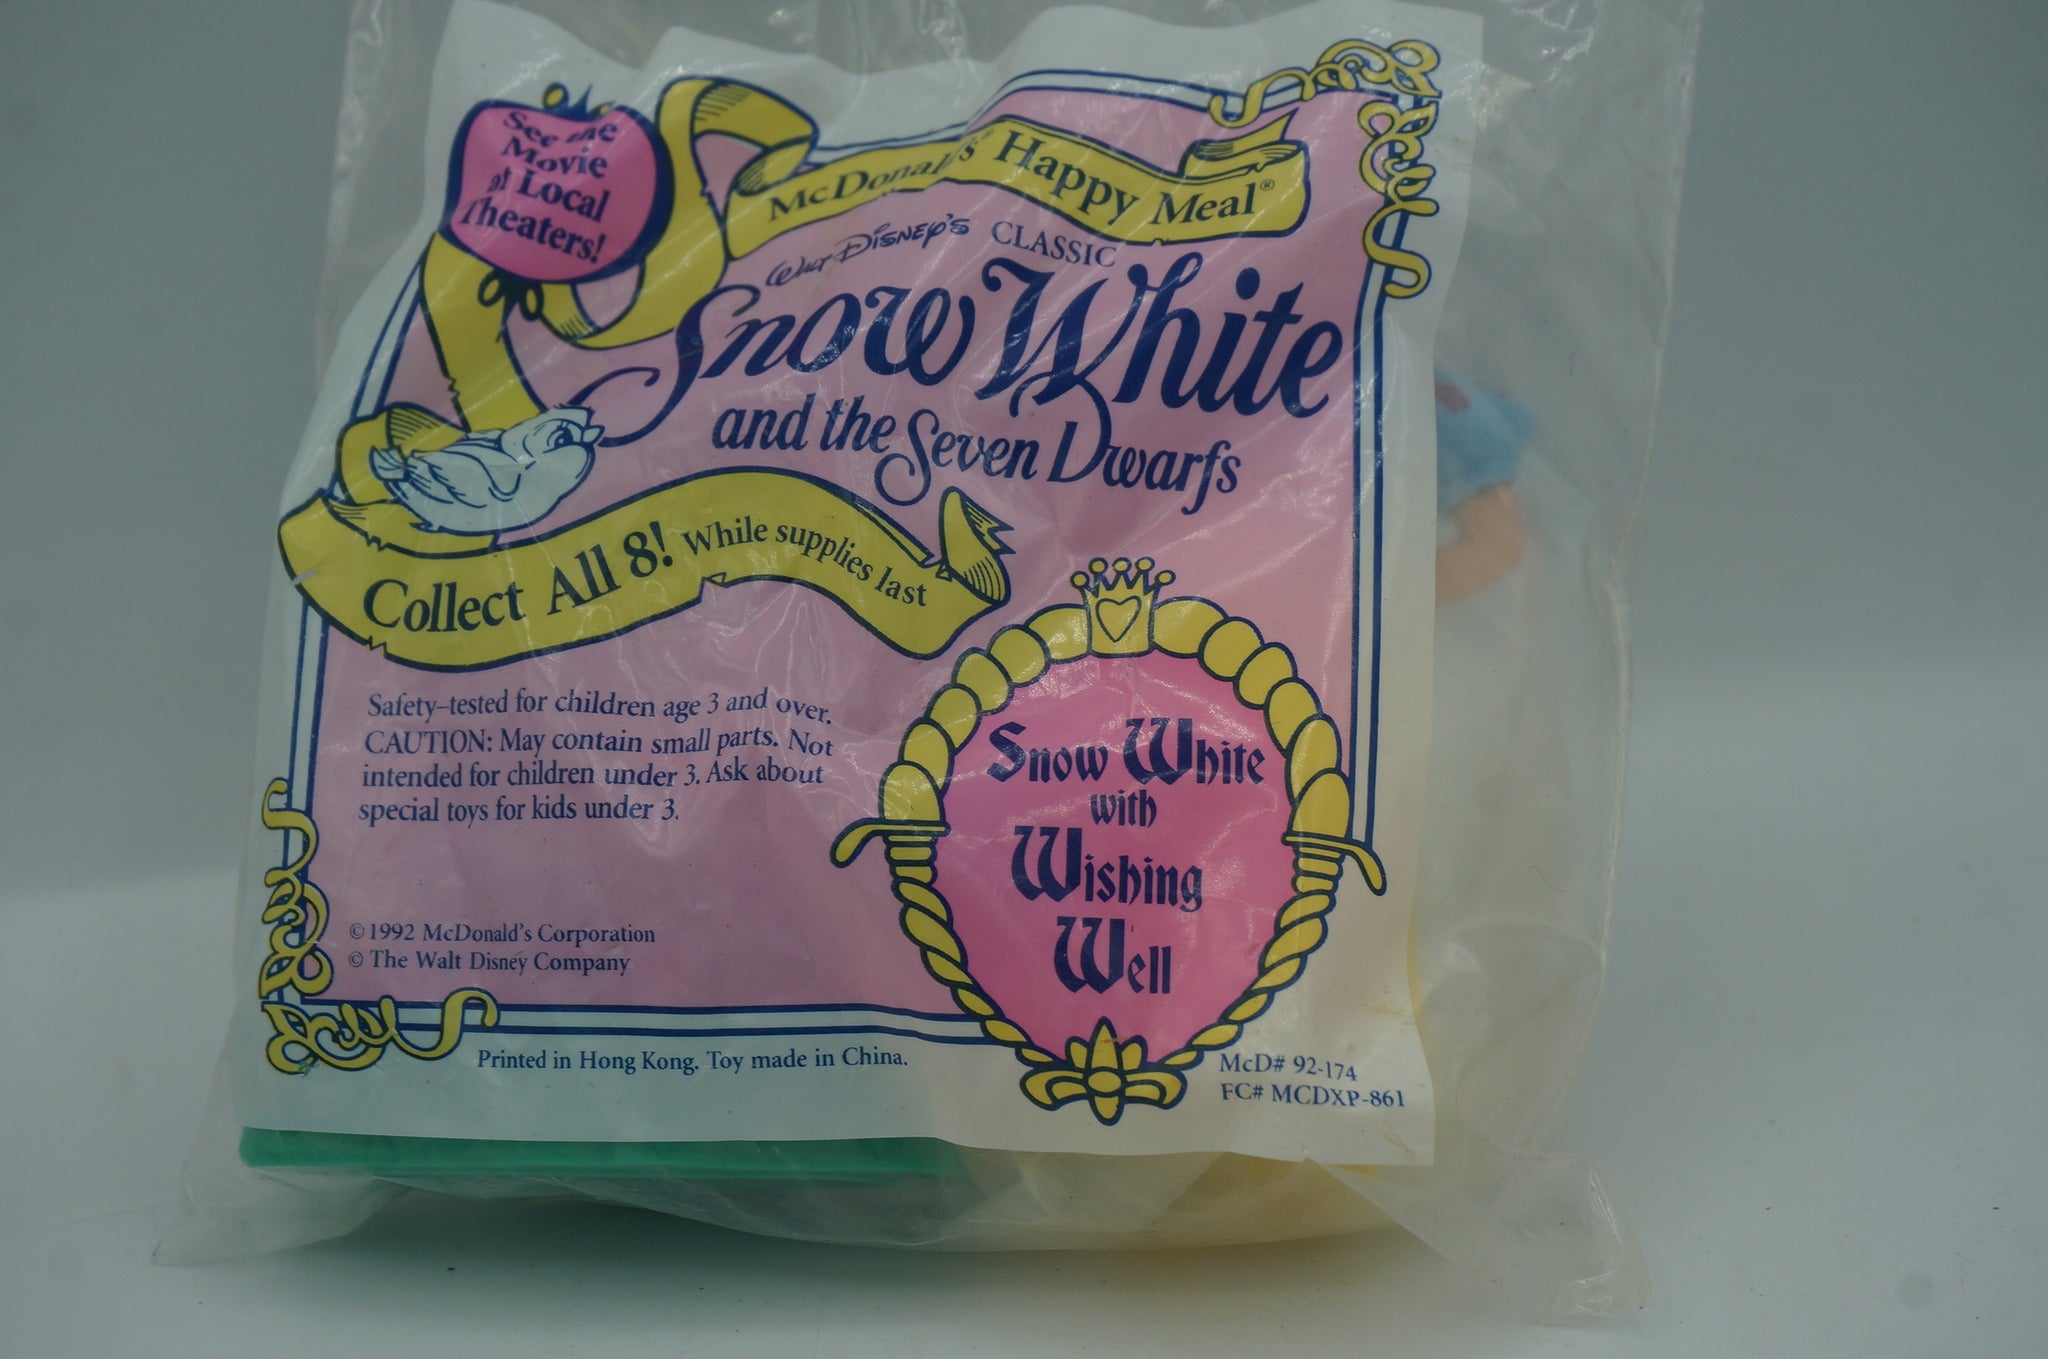 See the
Movie
at Local
Theaters!
McDonald's® Happy Meal®
Walt Disney's CLASSIC
Snow White
and the Seven Dwarfs
Collect All 8! While supplies last
Safety-tested for children age 3 and over.
CAUTION: May contain small parts. Not
intended for children under 3. Ask about
special toys for kids under 3.
Snow White
with
Wishing
Well
©1992 McDonald's Corporation
© The Walt Disney Company
Printed in Hong Kong. Toy made in China.
McD# 92-174
FC# MCDXP-861